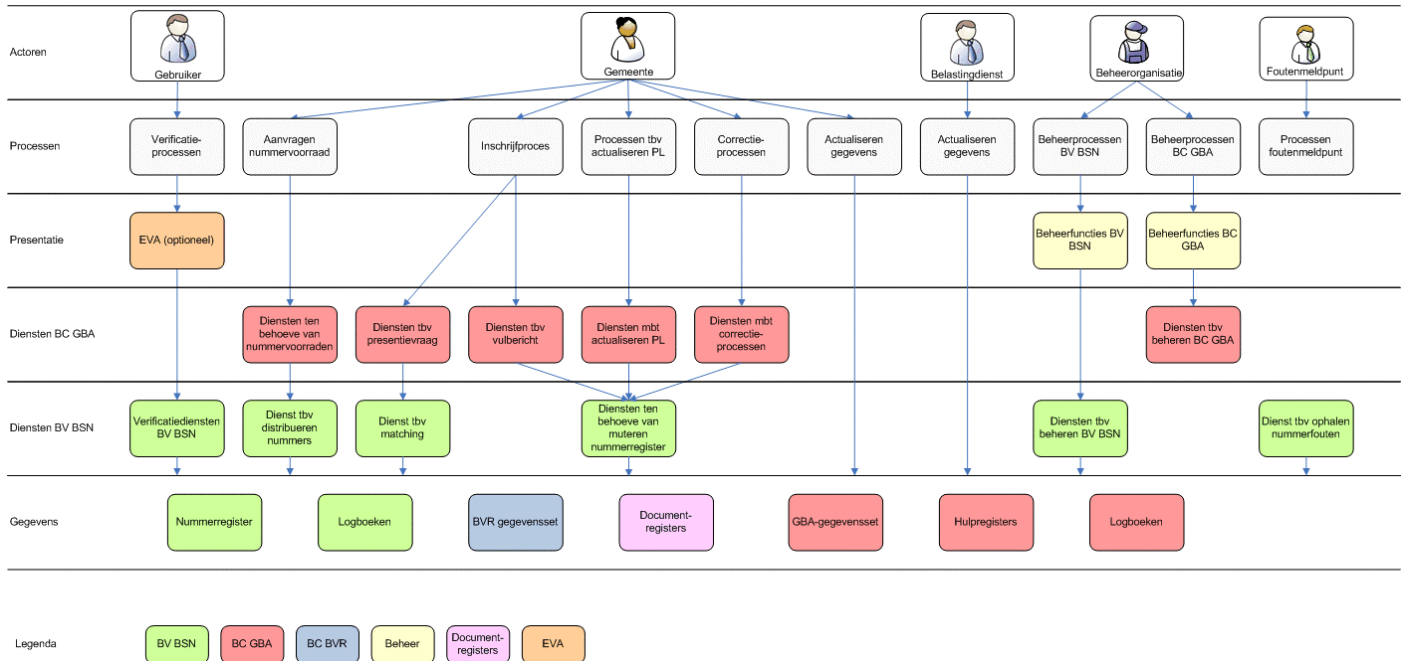 Actoren
Gebruiker
Gemeente
Belastingdienst
Beheerorganisatie
Foutenmeldpunt
Processen
Verificatie-
processen
Aanvragen
nummervoorraad
Inschrijfproces
Processen tbv
actualiseren PL
Correctie-
processen
Actualiseren
gegevens
Actualiseren
gegevens
Beheerprocessen
BV BSN
Beheerprocessen
BC GBA
Processen
foutenmeldpunt
Presentatie
EVA (optioneel)
Beheerfuncties BV
BSN
Beheerfuncties BC
GBA
Diensten BC GBA
Diensten ten
behoeve van
nummervoorraden
Diensten tbv
presentievraag
Diensten tbv
vulbericht
Diensten mbt
actualiseren PL
Diensten mbt
correctie-
processen
Diensten tbv
beheren BC GBA
Diensten BV BSN
Verificatiediensten
BV BSN
Dienst tbv
distribueren
nummers
Dienst tbv
matching
Diensten ten
behoeve van
muteren
nummerregister
Diensten tbv
beheren BV BSN
Dienst tbv ophalen
nummerfouten
Gegevens
Nummerregister
Logboeken
BVR gegevensset
Document-
registers
GBA-gegevensset
Hulpregisters
Logboeken
Legenda
BV BSN
BC GBA
BC BVR
Beheer
Document-
registers
EVA